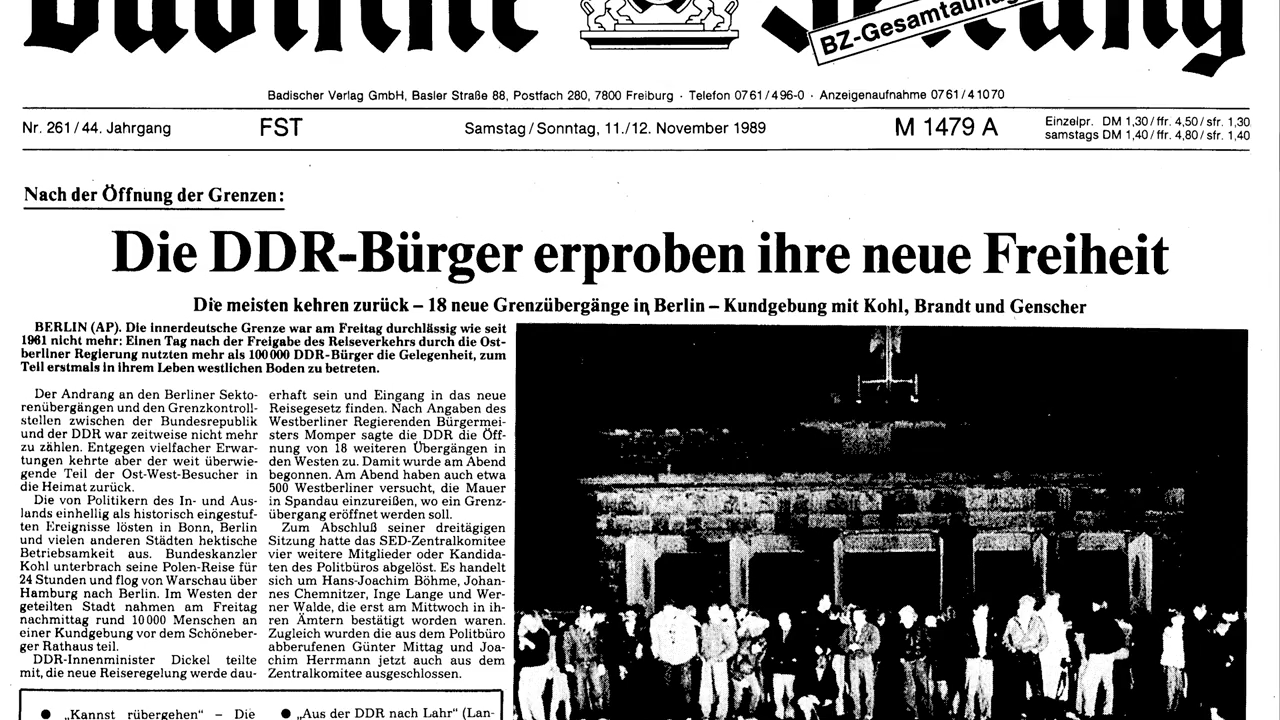 Badische Zeitung
BZ-Gesamtausgabe
Badischer Verlag GmbH, Basler Straße 88, Postfach 280, 7800 Freiburg · Telefon 0761/496-0 · Anzeigenaufnahme 0761/41070
Nr. 261/44. Jahrgang FST Samstag/Sonntag, 11./12. November 1989 M 1479 A
Einzelpr. DM 1,30/ffr. 4,50/sfr. 1,30
samstags DM 1,40/ffr. 4,80/sfr. 1,40
Nach der Öffnung der Grenzen:
Die DDR-Bürger erproben ihre neue Freiheit
Die meisten kehren zurück – 18 neue Grenzübergänge in Berlin – Kundgebung mit Kohl, Brandt und Genscher
BERLIN (AP). Die innerdeutsche Grenze war am Freitag durchlässig wie seit
1961 nicht mehr: Einen Tag nach der Freigabe des Reiseverkehrs durch die Ost-
berliner Regierung nutzten mehr als 100 000 DDR-Bürger die Gelegenheit, zum
Teil erstmals in ihrem Leben westlichen Boden zu betreten.
Der Andrang an den Berliner Sekto-
renübergängen und den Grenzkontroll-
stellen zwischen der Bundesrepublik
und der DDR war zeitweise nicht mehr
zu zählen. Entgegen vielfacher Erwar-
tungen kehrte aber der weit überwie-
gende Teil der Ost-West-Besucher in
die Heimat zurück.
Die von Politikern des In- und Aus-
lands einhellig als historisch eingestuf-
ten Ereignisse lösten in Bonn, Berlin
und vielen anderen Städten hektische
Betriebsamkeit aus. Bundeskanzler
Kohl unterbrach seine Polen-Reise für
24 Stunden und flog von Warschau über
Hamburg nach Berlin. Im Westen der
geteilten Stadt nahmen am Freitag
nachmittag rund 10 000 Menschen an
einer Kundgebung vor dem Schöneber-
ger Rathaus teil.
DDR-Innenminister Dickel teilte
mit, die neue Reiseregelung werde dau-
erhaft sein und Eingang in das neue
Reisegesetz finden. Nach Angaben des
Westberliner Regierenden Bürgermei-
sters Momper sagte die DDR die Öff-
nung von 18 weiteren Übergängen in
den Westen zu. Damit wurde am Abend
begonnen. Am Abend haben auch etwa
500 Westberliner versucht, die Mauer
in Spandau einzureißen, wo ein Grenz-
übergang eröffnet werden soll.
Zum Abschluß seiner dreitägigen
Sitzung hatte das SED-Zentralkomitee
vier weitere Mitglieder oder Kandida-
ten des Politbüros abgelöst. Es handelt
sich um Hans-Joachim Böhme, Johan-
nes Chemnitzer, Inge Lange und Wer-
ner Walde, die erst am Mittwoch in ih-
ren Ämtern bestätigt worden waren.
Zugleich wurden die aus dem Politbüro
abberufenen Günter Mittag und Joa-
chim Herrmann jetzt auch aus dem
Zentralkomitee ausgeschlossen.
● „Kannst rübergehen“ – Die
● „Aus der DDR nach Lahr“ (Lan-